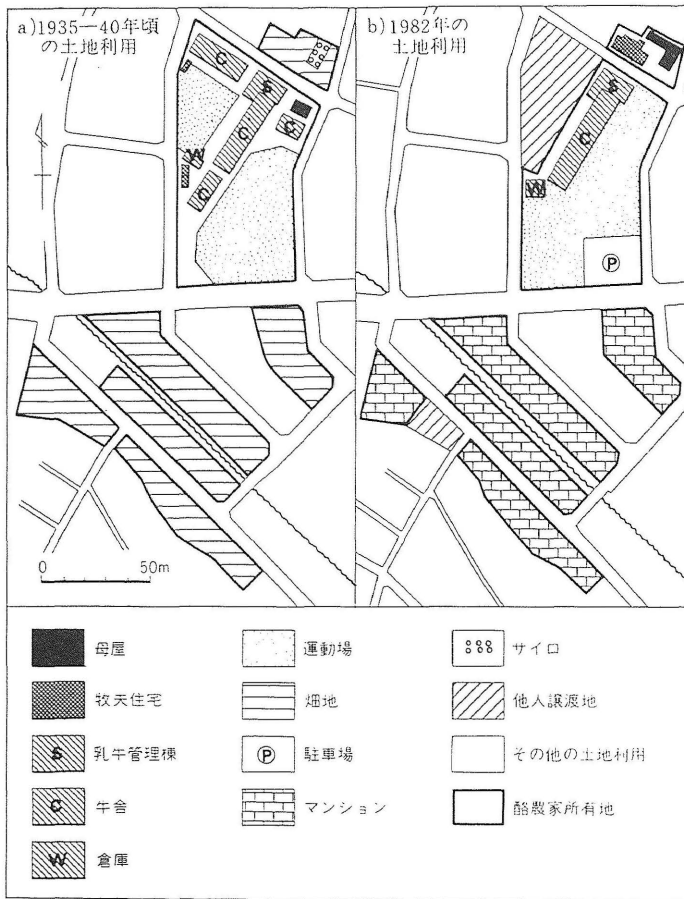 a)1935―40年頃
の土地利用
b)1982年の
土地利用
C
S
C
C
W
C
S
C
W
P
0 50m
母屋
運動場
サイロ
牧夫住宅
畑地
他人譲渡地
S 乳牛管理棟
P 駐車場
その他の土地利用
C 牛舎
マンション
酪農家所有地
W 倉庫